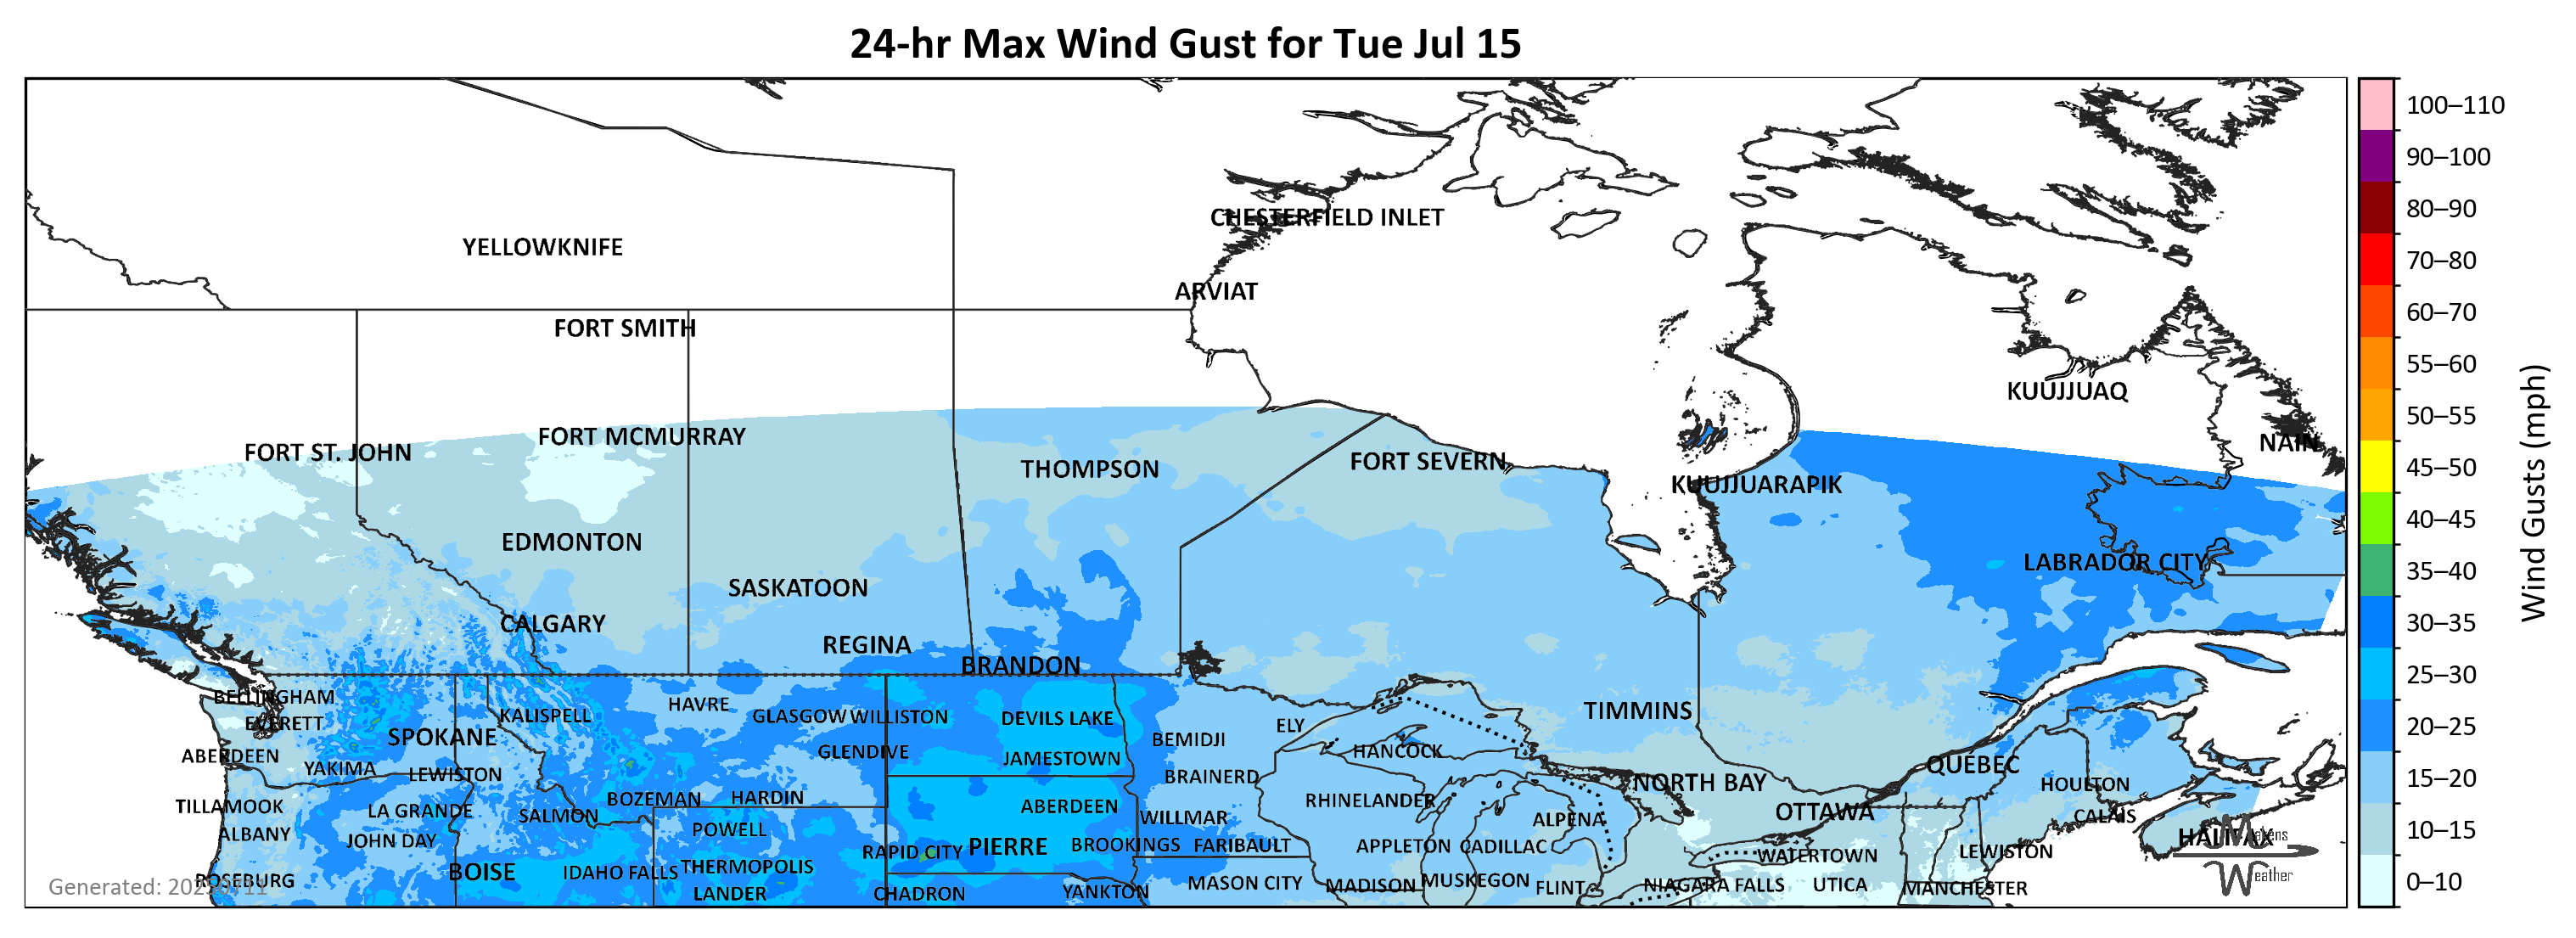 24-hr Max Wind Gust for Tue Jul 15
100–110
90–100
80–90
70–80
60–70
55–60
50–55
45–50
40–45
35–40
30–35
25–30
20–25
15–20
10–15
0–10
Wind Gusts (mph)
CHESTERFIELD INLET
YELLOWKNIFE
ARVIAT
FORT SMITH
KUUJJUAQ
FORT MCMURRAY
NAIN
FORT ST. JOHN
FORT SEVERN
THOMPSON
KUUJJUARAPIK
EDMONTON
LABRADOR CITY
SASKATOON
CALGARY
REGINA
BRANDON
BELLINGHAM
HAVRE
TIMMINS
KALISPELL
GLASGOW
WILLISTON
DEVILS LAKE
EVERETT
ELY
SPOKANE
BEMIDJI
GLENDIVE
HANCOCK
ABERDEEN
JAMESTOWN
QUÉBEC
YAKIMA
LEWISTON
BRAINERD
NORTH BAY
HOULTON
BOZEMAN
HARDIN
RHINELANDER
TILLAMOOK
LA GRANDE
ABERDEEN
OTTAWA
SALMON
WILLMAR
ALPENA
CALAIS
ALBANY
POWELL
HALIFAX
JOHN DAY
PIERRE
BROOKINGS
FARIBAULT
APPLETON
CADILLAC
RAPID CITY
LEWISTON
WATERTOWN
BOISE
IDAHO FALLS
THERMOPOLIS
ROSEBURG
MASON CITY
MADISON
MUSKEGON
FLINT
NIAGARA FALLS
UTICA
MANCHESTER
LANDER
CHADRON
YANKTON
Makens
Weather
Generated: